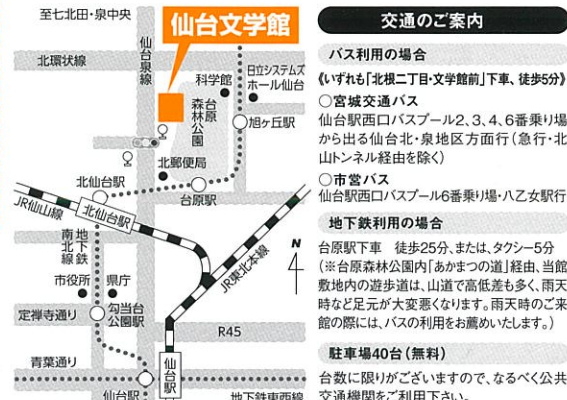 至七北田・泉中央
仙台文学館
仙台泉線
北環状線
科学館
日立システムズ
ホール仙台
台原
森林公園
旭ヶ丘駅
北郵便局
北仙台駅
台原駅
JR仙山線
北仙台駅
地下鉄
南北線
JR東北本線
N
市役所
県庁
勾当台
公園駅
定禅寺通り
R45
青葉通り
仙台駅
仙台駅
地下鉄東西線
交通のご案内
バス利用の場合
《いずれも「北根二丁目・文学館前」下車、徒歩5分》
○宮城交通バス
仙台駅西口バスプール2、3、4、6番乗り場
から出る仙台北・泉地区方面行(急行・北
山トンネル経由を除く)
○市営バス
仙台駅西口バスプール6番乗り場・八乙女駅行
地下鉄利用の場合
台原駅下車 徒歩25分、または、タクシー5分
(※台原森林公園内「あかまつの道」経由、当館
敷地内の遊歩道は、山道で高低差も多く、雨天
時など足元が大変悪くなります。雨天時のご来
館の際には、バスの利用をお薦めいたします。)
駐車場40台(無料)
台数に限りがございますので、なるべく公共
交通機関をご利用下さい。